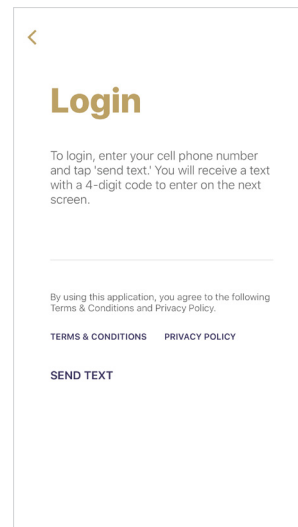 Login
To login, enter your cell phone number
and tap 'send text.' You will receive a text
with a 4-digit code to enter on the next
screen.
By using this application, you agree to the following
Terms & Conditions and Privacy Policy.
TERMS & CONDITIONS PRIVACY POLICY
SEND TEXT